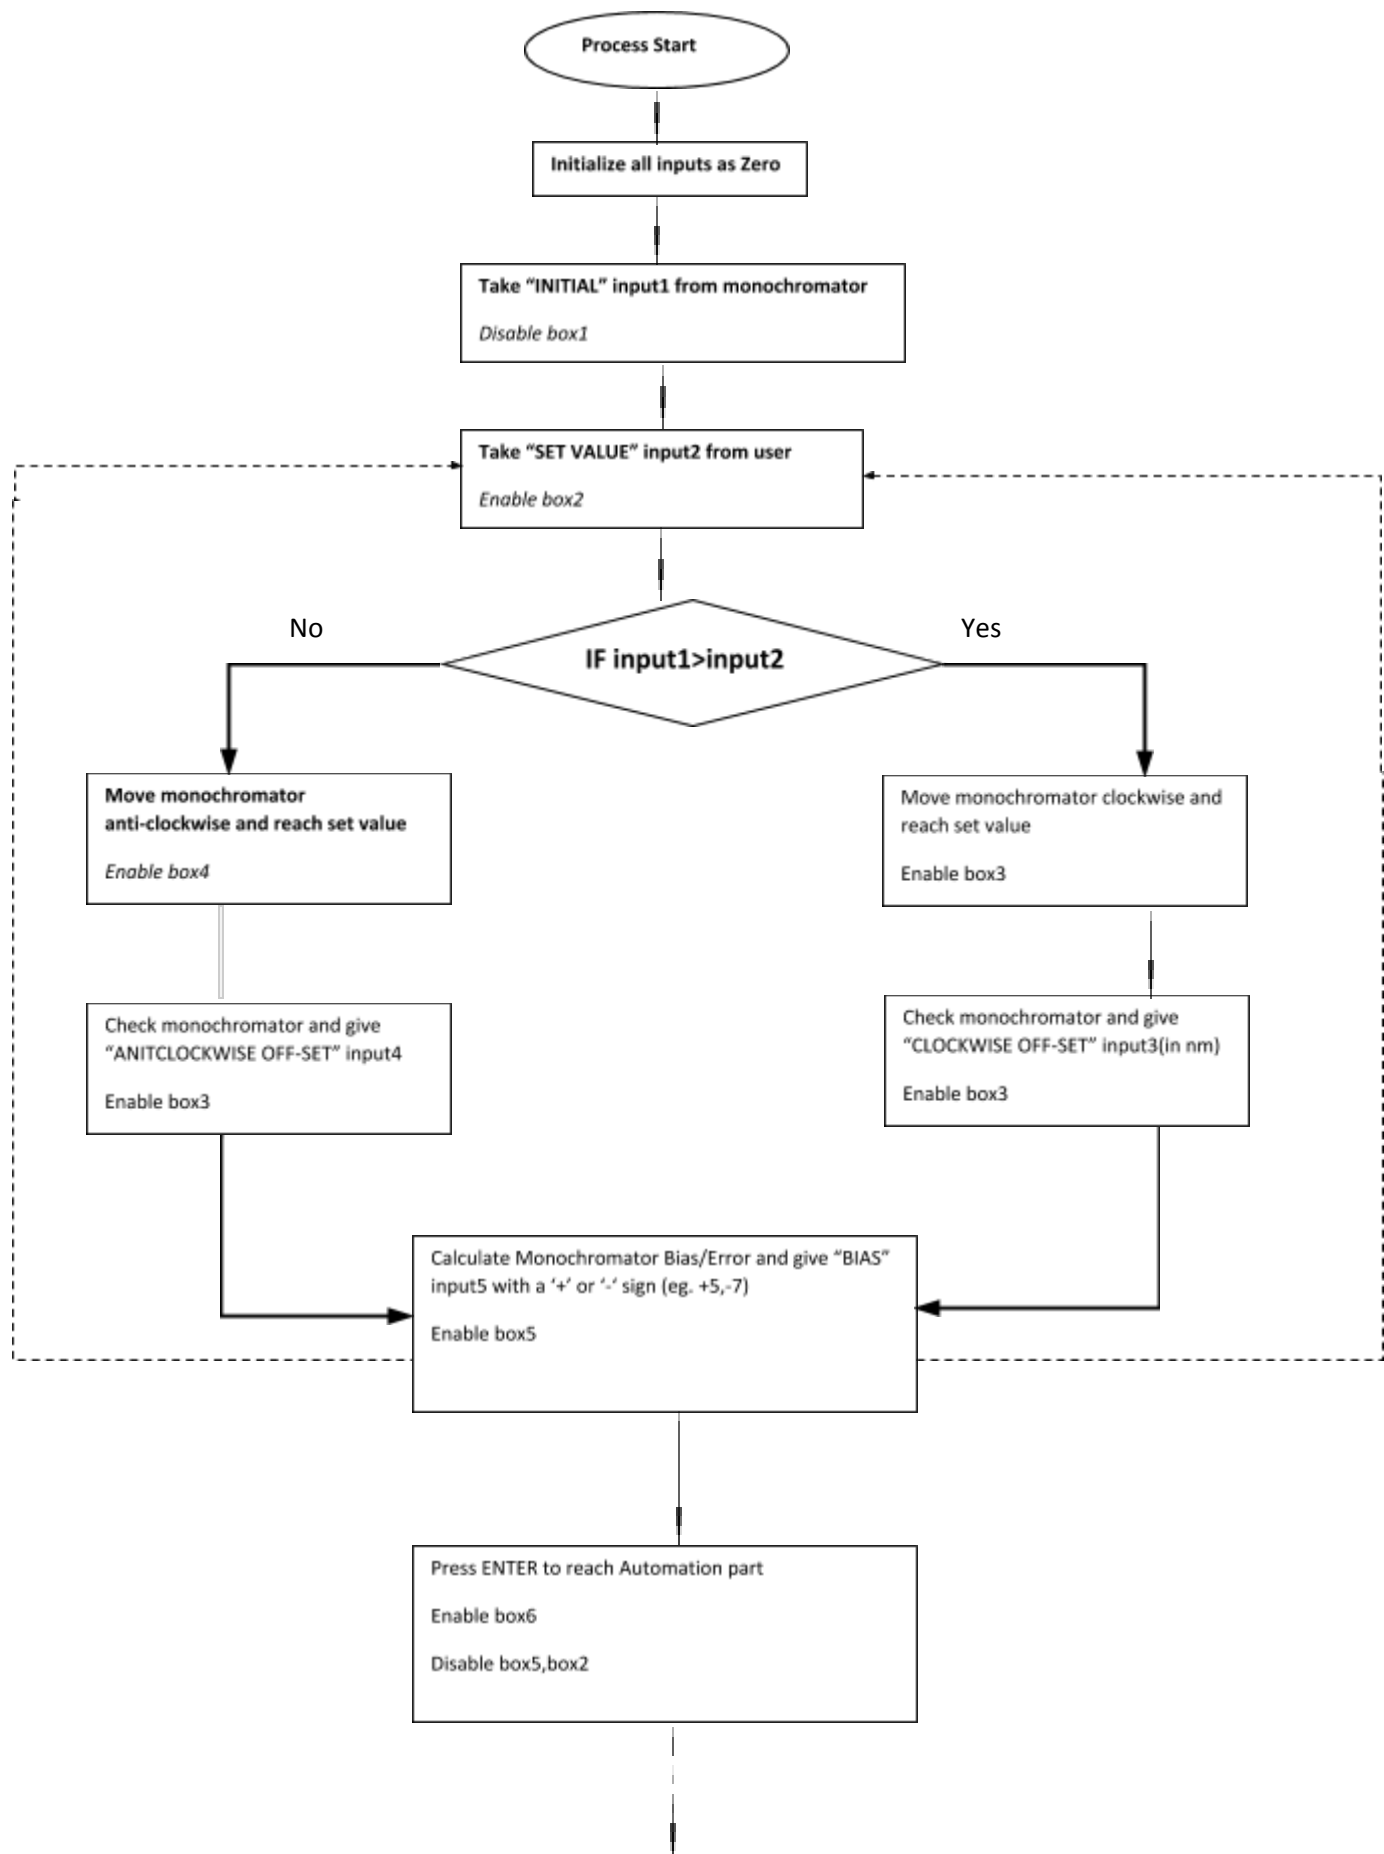 Process Start
Initialize all inputs as Zero
Take “INITIAL” input1 from monochromator
Disable box1
Take “SET VALUE” input2 from user
Enable box2
No
Yes
IF input1>input2
Move monochromator
anti-clockwise and reach set value
Enable box4
Move monochromator clockwise and
reach set value
Enable box3
Check monochromator and give
“ANITCLOCKWISE OFF-SET” input4
Enable box3
Check monochromator and give
“CLOCKWISE OFF-SET” input3(in nm)
Enable box3
Calculate Monochromator Bias/Error and give “BIAS”
input5 with a ‘+’ or ‘-‘ sign (eg. +5,-7)
Enable box5
Press ENTER to reach Automation part
Enable box6
Disable box5,box2